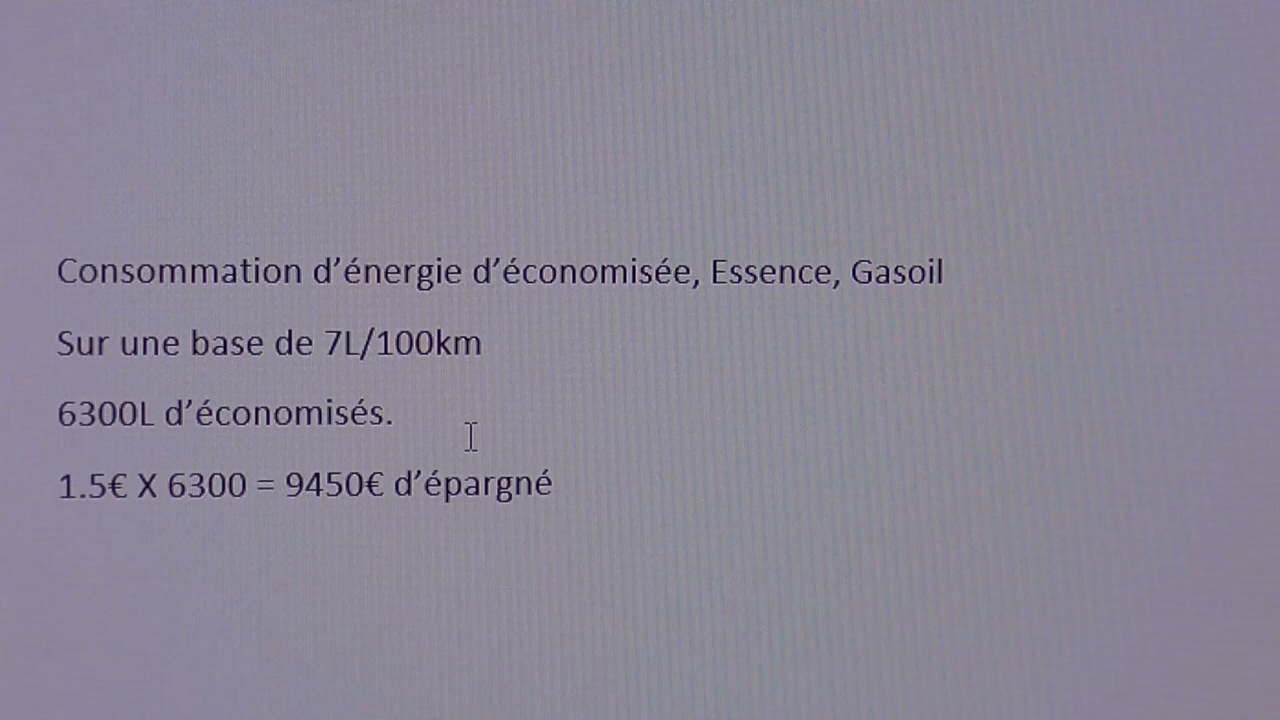 Consommation d’énergie d’économisée, Essence, Gasoil
Sur une base de 7L/100km
6300L d’économisés.
1.5€ X 6300 = 9450€ d’épargné